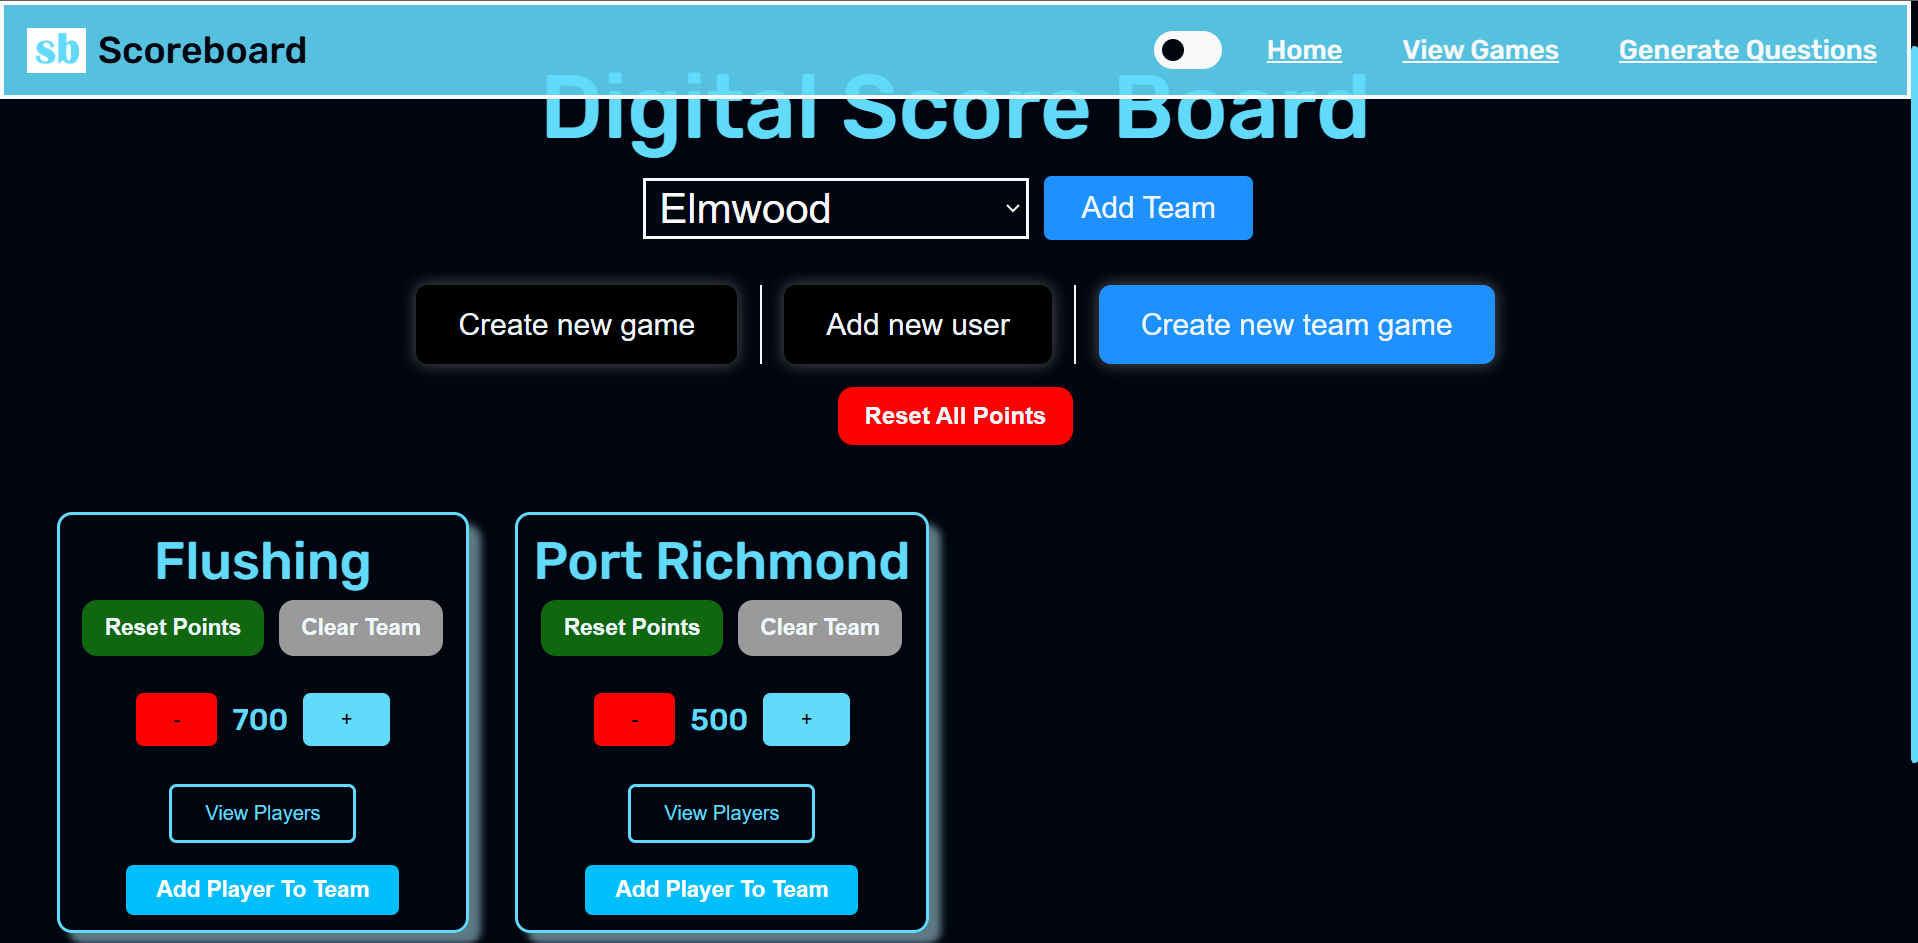 sb Scoreboard Home View Games Generate Questions
Digital Score Board
Elmwood Add Team
Create new game Add new user Create new team game
Reset All Points
Flushing
Reset Points Clear Team
- 700 +
View Players
Add Player To Team
Port Richmond
Reset Points Clear Team
- 500 +
View Players
Add Player To Team